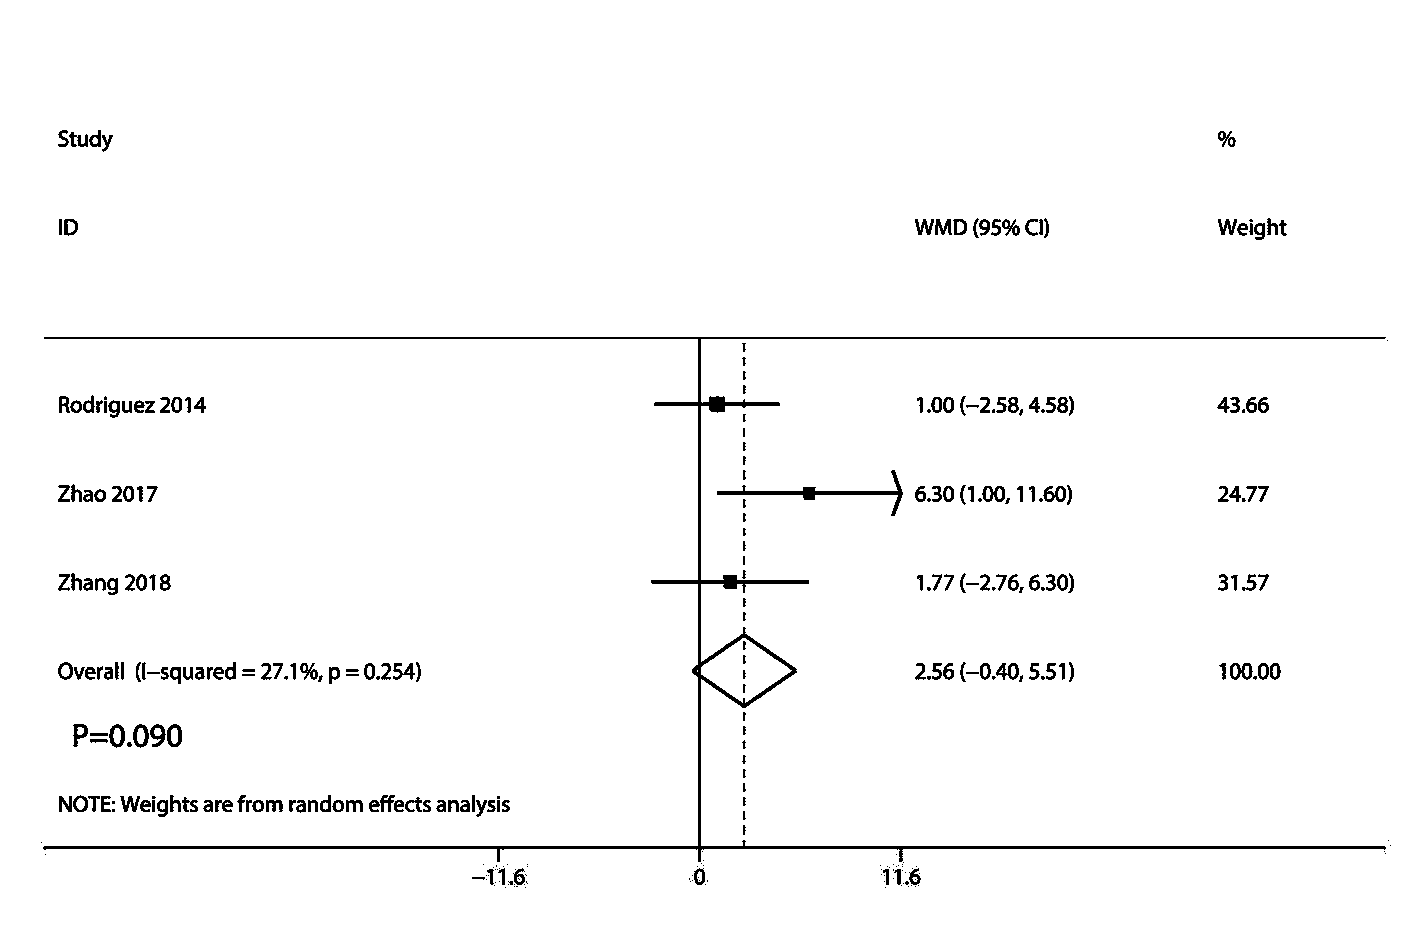 Study %
ID WMD (95% CI) Weight
Rodriguez 2014 1.00 (−2.58, 4.58) 43.66
Zhao 2017 6.30 (1.00, 11.60) 24.77
Zhang 2018 1.77 (−2.76, 6.30) 31.57
Overall (I−squared = 27.1%, p = 0.254) 2.56 (−0.40, 5.51) 100.00
P=0.090
NOTE: Weights are from random effects analysis
−11.6 0 11.6